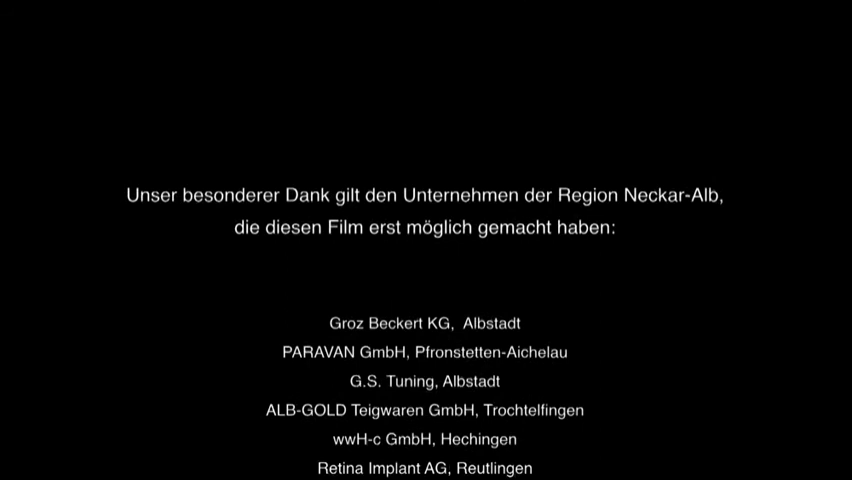 Unser besonderer Dank gilt den Unternehmen der Region Neckar-Alb,
die diesen Film erst möglich gemacht haben:
Groz Beckert KG, Albstadt
PARAVAN GmbH, Pfronstetten-Aichelau
G.S. Tuning, Albstadt
ALB-GOLD Teigwaren GmbH, Trochtelfingen
wwH-c GmbH, Hechingen
Retina Implant AG, Reutlingen